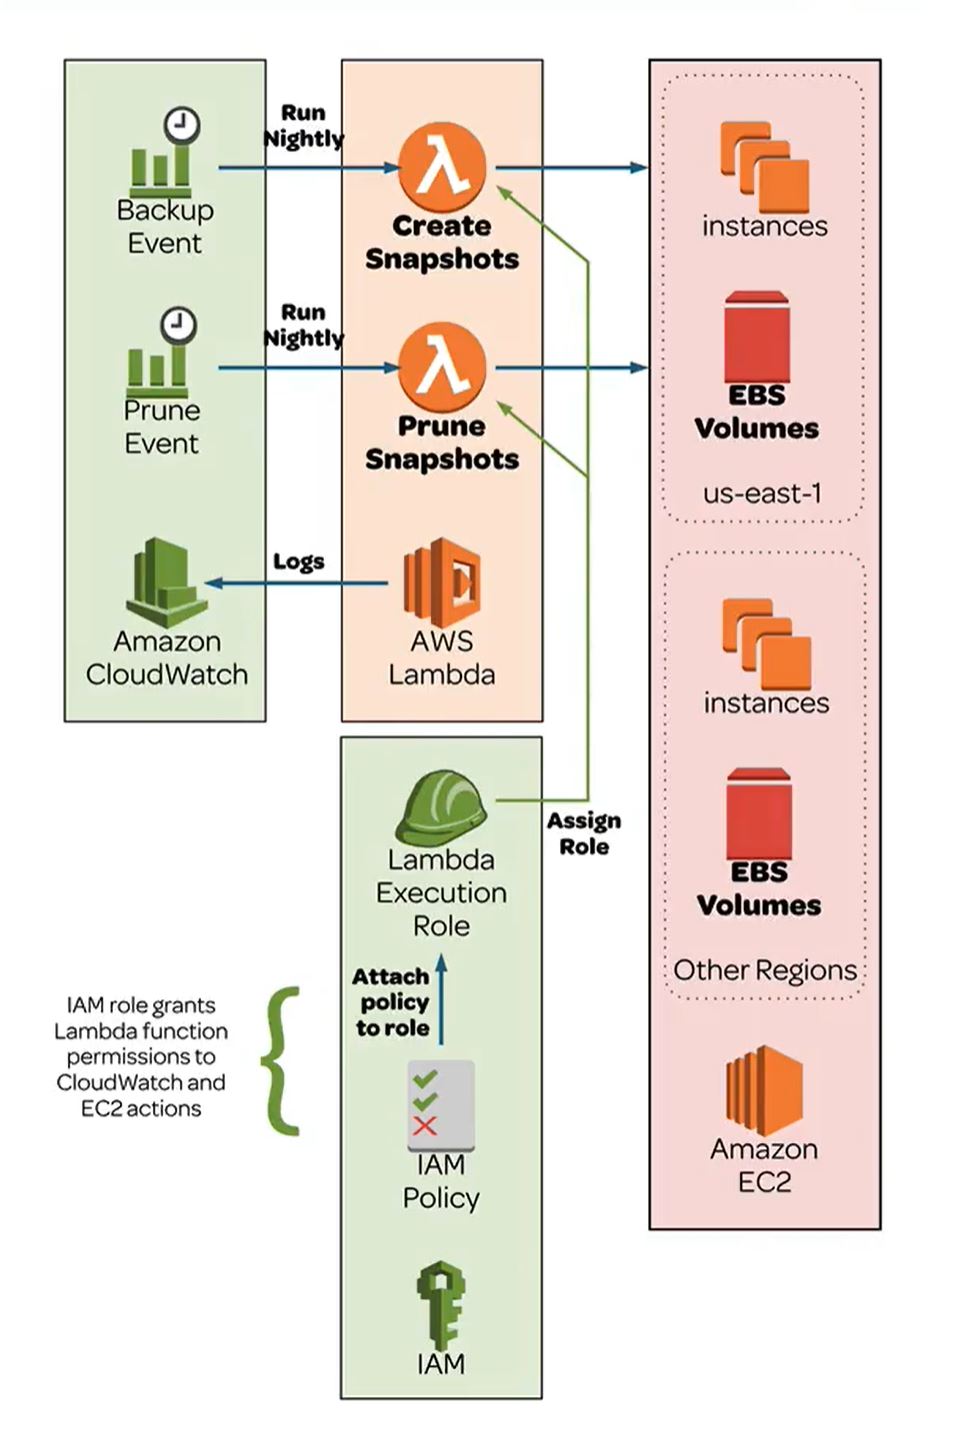 Run
Nightly
Backup
Event
Create
Snapshots
instances
Run
Nightly
Prune
Event
Prune
Snapshots
EBS
Volumes
us-east-1
Logs
Amazon
CloudWatch
AWS
Lambda
instances
Assign
Role
Lambda
Execution
Role
EBS
Volumes
Other Regions
Attach
policy
to role
IAM role grants
Lambda function
permissions to
CloudWatch and
EC2 actions
IAM
Policy
Amazon
EC2
IAM